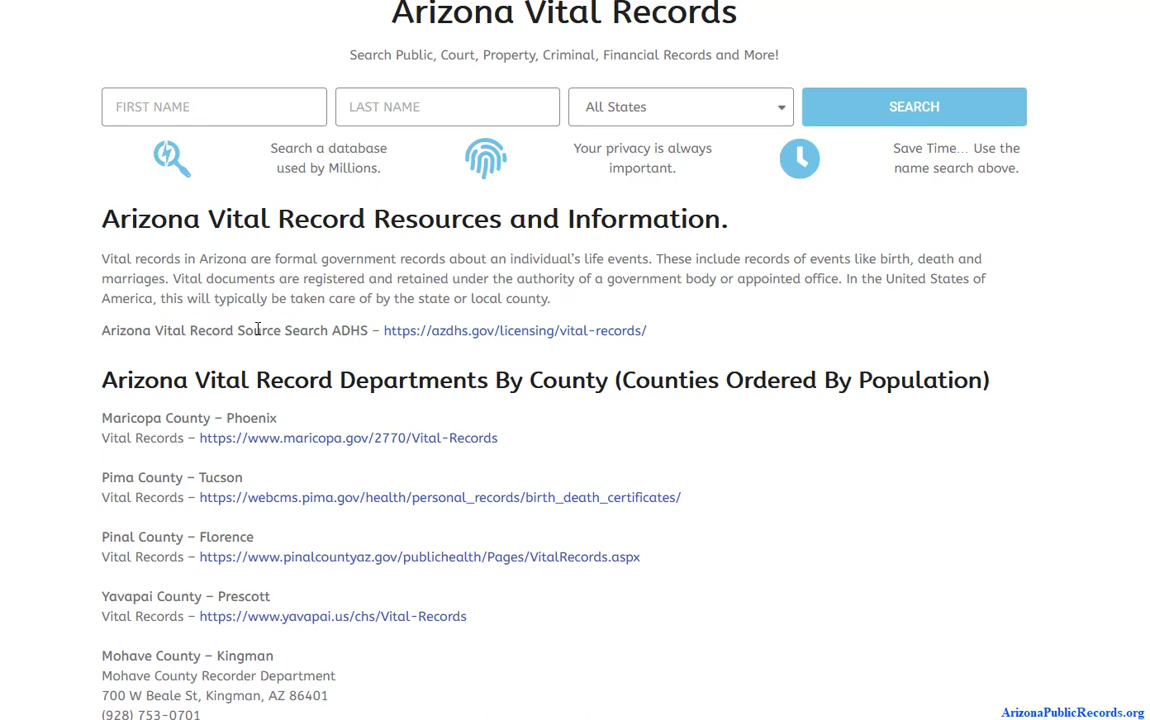 Arizona Vital Records
Search Public, Court, Property, Criminal, Financial Records and More!
FIRST NAME
LAST NAME
All States
SEARCH
Search a database
used by Millions.
Your privacy is always
important.
Save Time... Use the
name search above.
Arizona Vital Record Resources and Information.
Vital records in Arizona are formal government records about an individual's life events. These include records of events like birth, death and
marriages. Vital documents are registered and retained under the authority of a government body or appointed office. In the United States of
America, this will typically be taken care of by the state or local county.
Arizona Vital Record Source Search ADHS – https://azdhs.gov/licensing/vital-records/
Arizona Vital Record Departments By County (Counties Ordered By Population)
Maricopa County – Phoenix
Vital Records – https://www.maricopa.gov/2770/Vital-Records
Pima County – Tucson
Vital Records – https://webcms.pima.gov/health/personal_records/birth_death_certificates/
Pinal County – Florence
Vital Records – https://www.pinalcountyaz.gov/publichealth/Pages/VitalRecords.aspx
Yavapai County – Prescott
Vital Records – https://www.yavapai.us/chs/Vital-Records
Mohave County – Kingman
Mohave County Recorder Department
700 W Beale St, Kingman, AZ 86401
(928) 753-0701
ArizonaPublicRecords.org